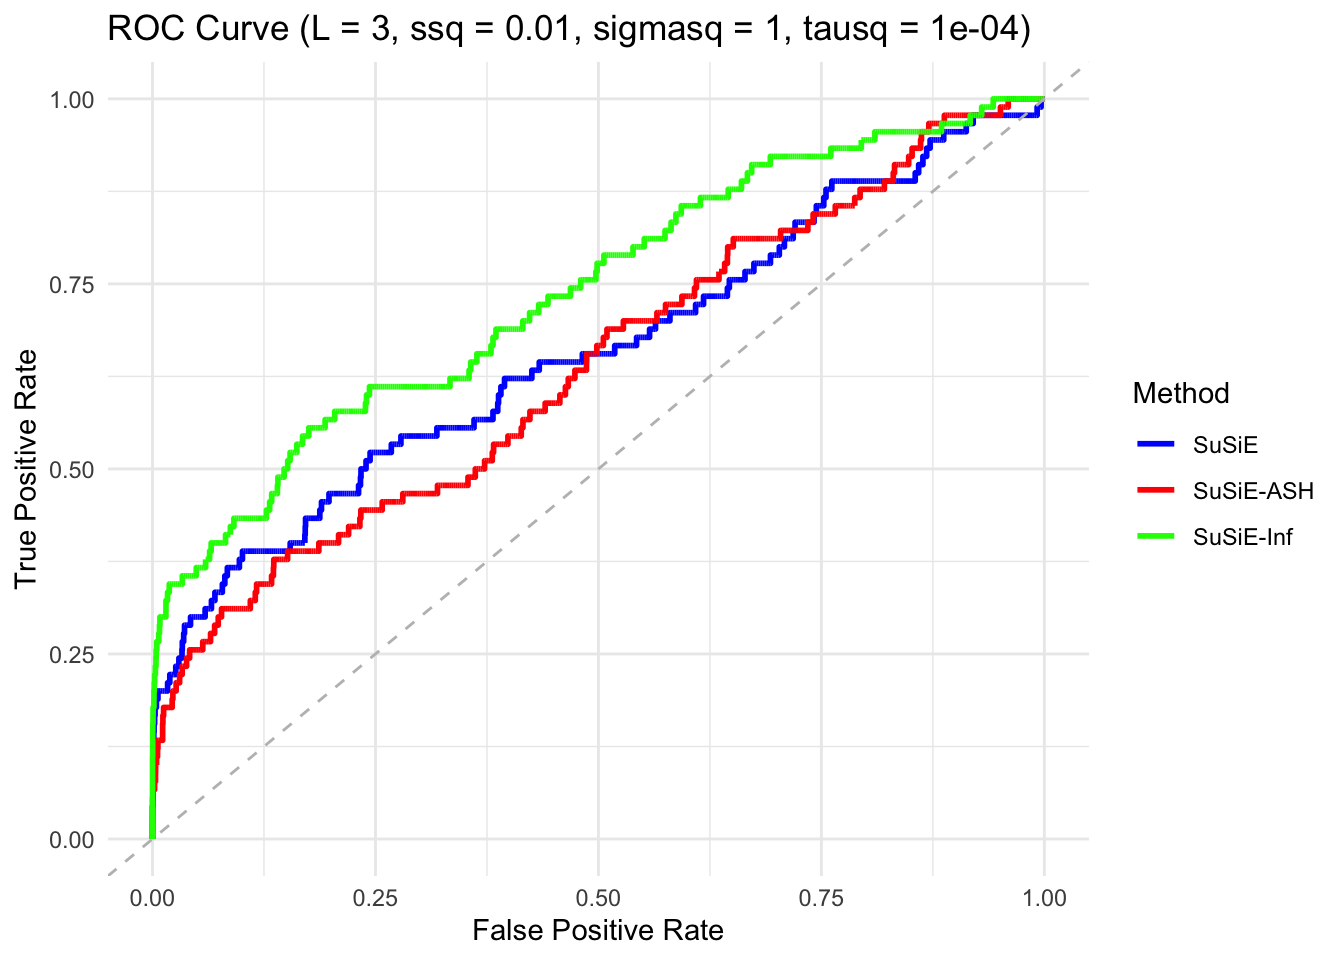 ROC Curve (L = 3, ssq = 0.01, sigmasq = 1, tausq = 1e-04)
True Positive Rate
1.00
0.75
0.50
0.25
0.00
0.00 0.25 0.50 0.75 1.00
False Positive Rate
Method
SuSiE
SuSiE-ASH
SuSiE-Inf